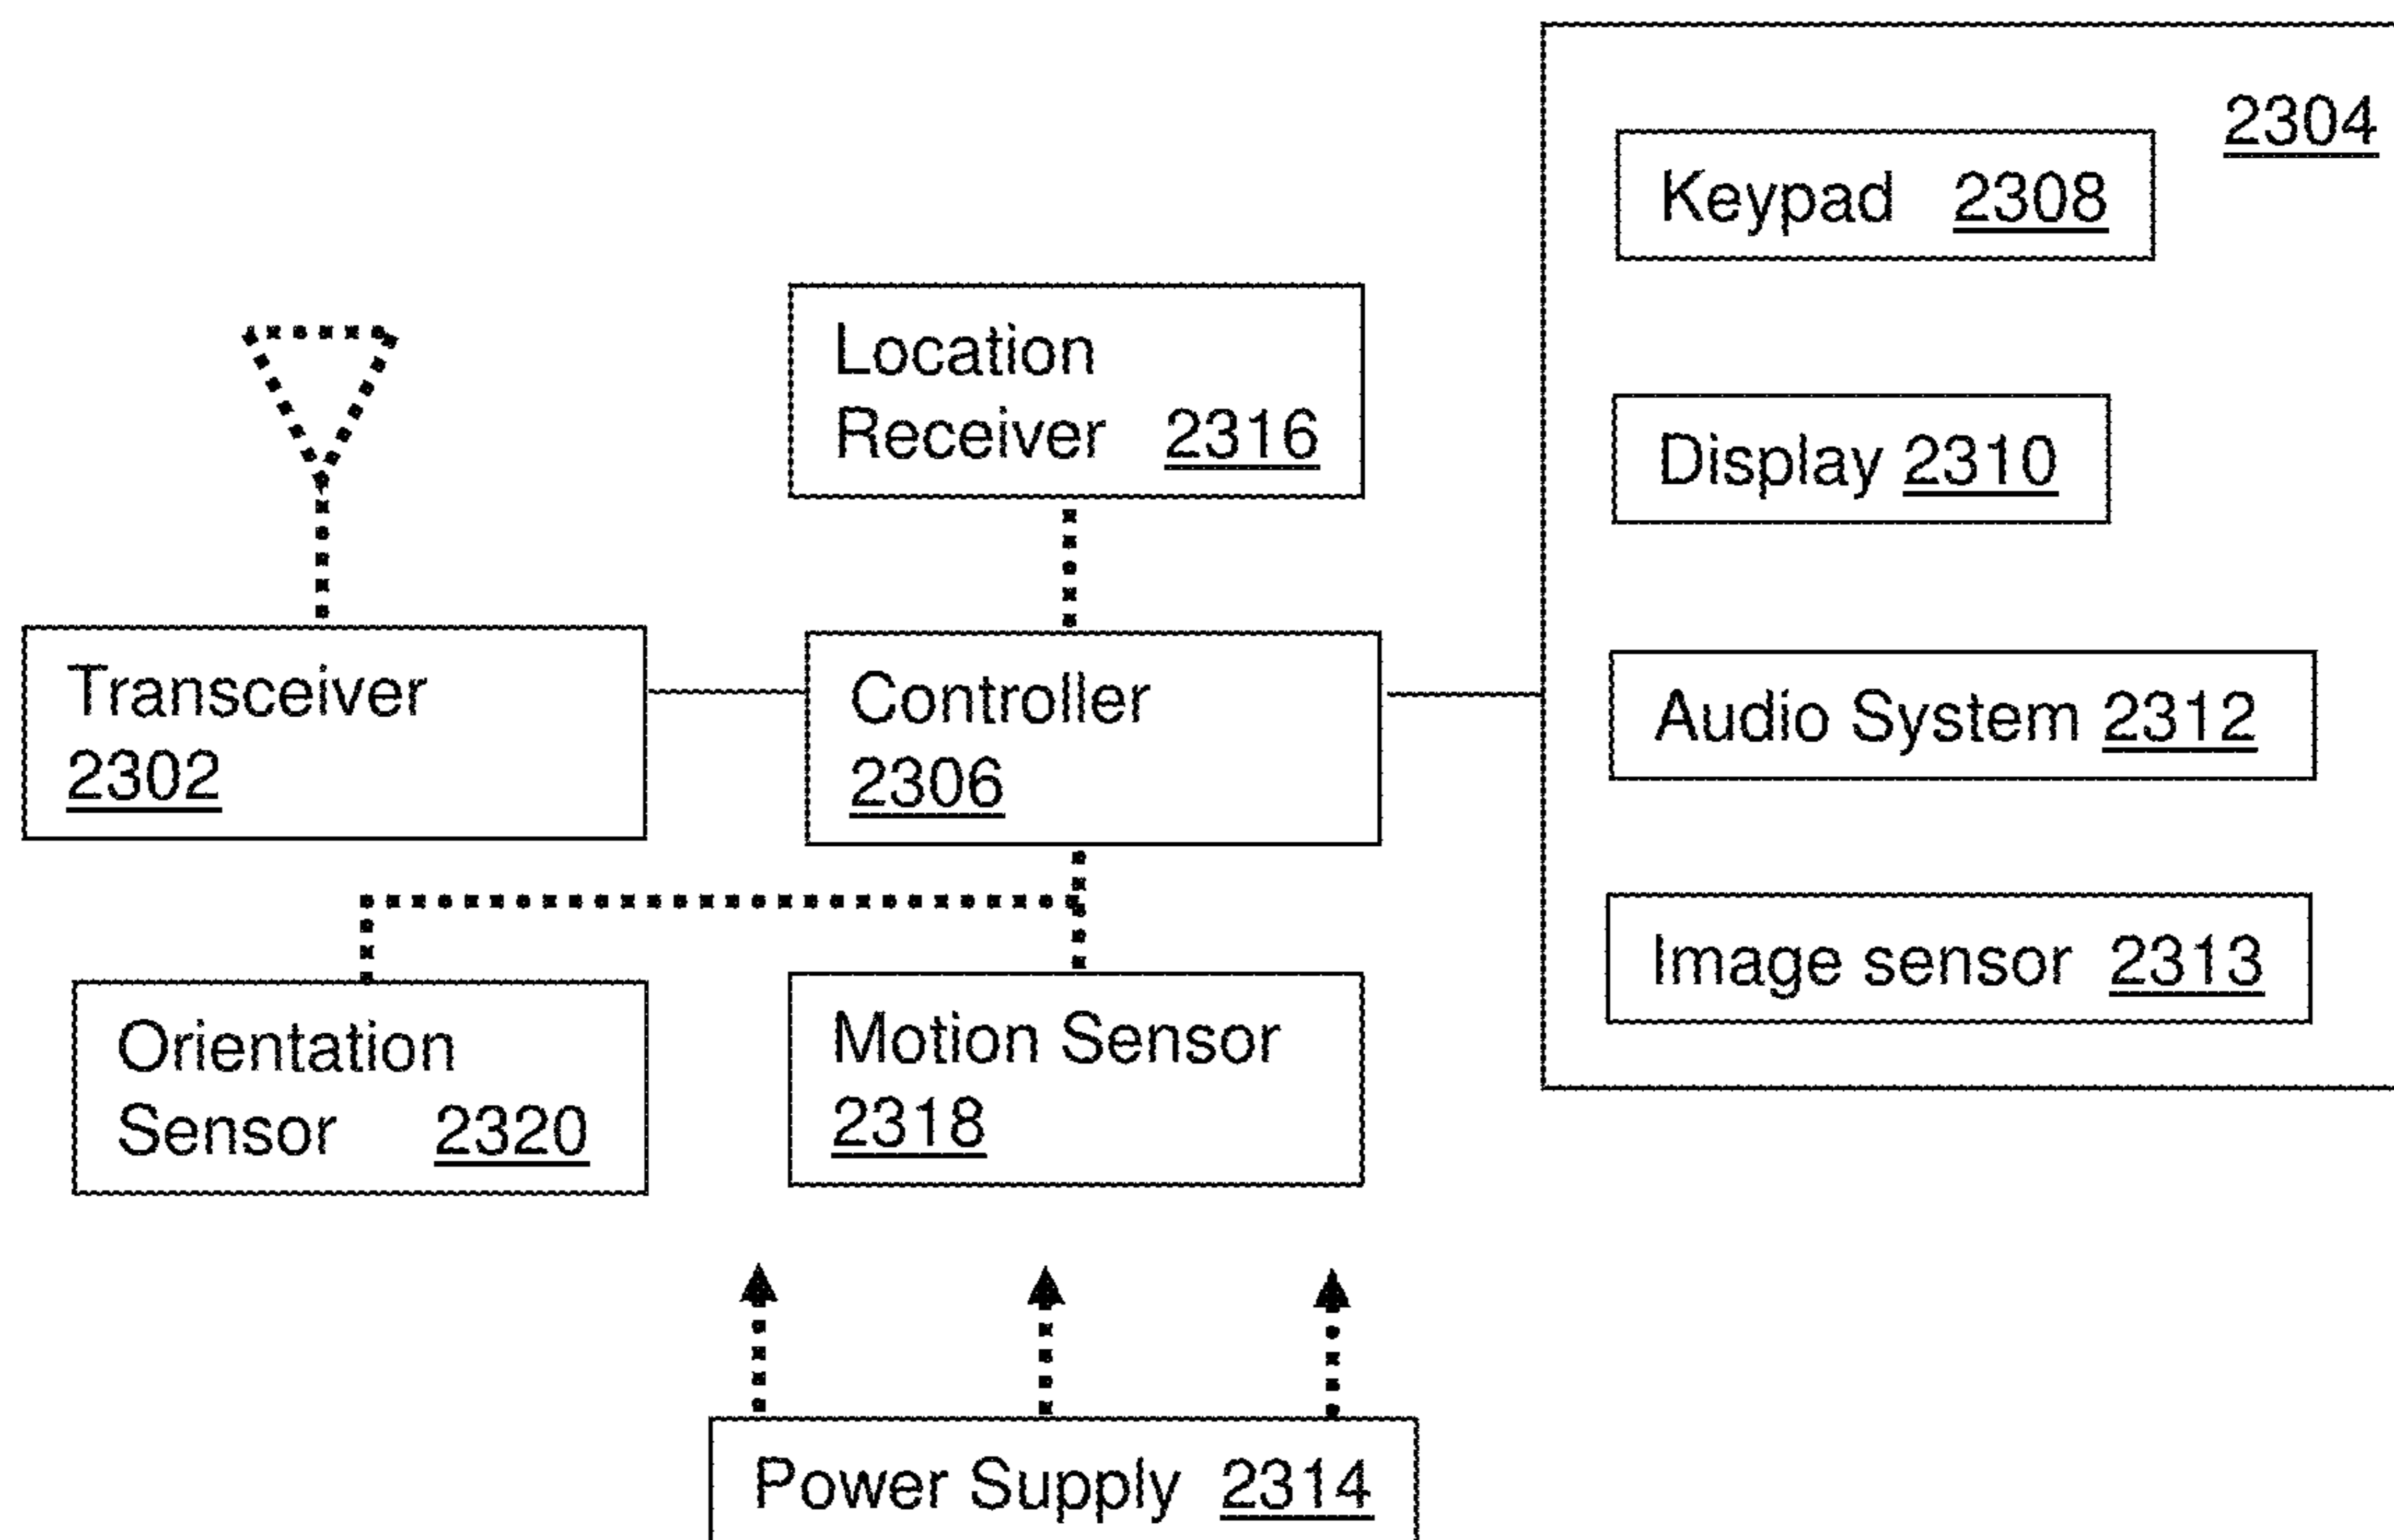 2304
Keypad 2308
Location
Receiver 2316
Display 2310
Transceiver
2302
Controller
2306
Audio System 2312
Image sensor 2313
Orientation
Sensor 2320
Motion Sensor
2318
Power Supply 2314